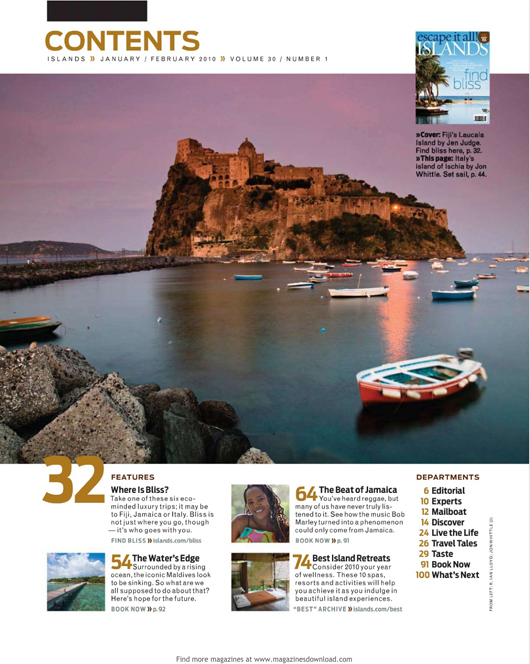 CONTENTS
ISLANDS » JANUARY / FEBRUARY 2010 » VOLUME 30 / NUMBER 1
escape it all!
ISLANDS
find
bliss
»Cover: Fiji's Laucala
Island by Jen Judge.
Find bliss here, p. 32.
»This page: Italy's
island of Ischia by Jon
Whittle. Set sail, p. 44.
32
FEATURES
Where Is Bliss?
Take one of these six eco-
minded luxury trips; it may be
to Fiji, Jamaica or Italy. Bliss is
not just where you go, though
— it's who goes with you.
FIND BLISS » islands.com/bliss
54 The Water's Edge
Surrounded by a rising
ocean, the iconic Maldives look
to be sinking. So what are we
all supposed to do about that?
Here's hope for the future.
BOOK NOW » p. 92
64 The Beat of Jamaica
You've heard reggae, but
many of us have never truly lis-
tened to it. See how the music Bob
Marley turned into a phenomenon
could only come from Jamaica.
BOOK NOW » p. 91
74 Best Island Retreats
Consider 2010 your year
of wellness. These 10 spas,
resorts and activities will help
you achieve it as you indulge in
beautiful island experiences.
"BEST" ARCHIVE » islands.com/best
DEPARTMENTS
6 Editorial
10 Experts
12 Mailboat
14 Discover
24 Live the Life
26 Travel Tales
29 Taste
91 Book Now
100 What's Next
FROM LEFT: R. IAN LLOYD; JON WHITTLE (2)
Find more magazines at www.magazinesdownload.com